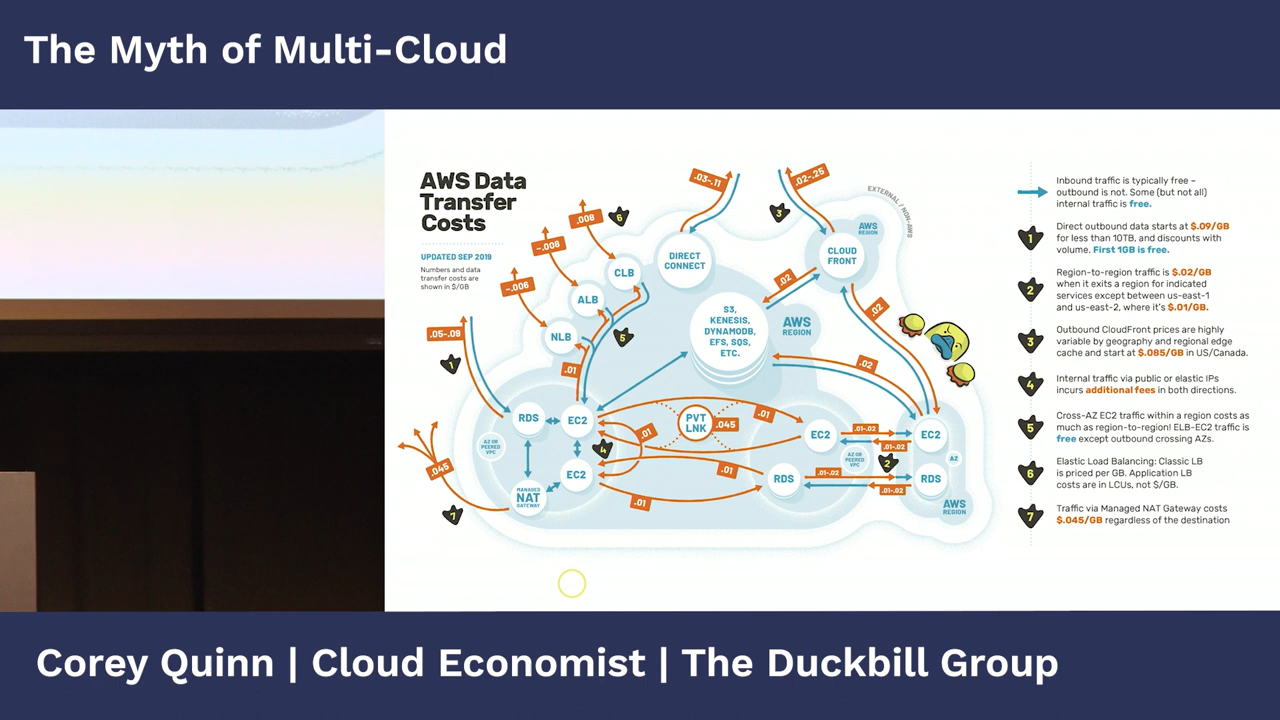 The Myth of Multi-Cloud
AWS Data
Transfer
Costs
UPDATED SEP 2019
Numbers and data
transfer costs are
shown in $/GB
.03-.11
.02-.25
EXTERNAL / NON-AWS
.008
6
3
~.008
~.006
CLB
DIRECT
CONNECT
CLOUD
FRONT
AWS
REGION
ALB
NLB
5
.02
S3,
KENESIS,
DYNAMODB,
EFS, SQS,
ETC.
AWS
REGION
.02
.05-.09
1
.01
.02
RDS
EC2
AZ OR
PEERED
VPC
4
EC2
MANAGED
NAT
GATEWAY
.045
7
PVT
LNK
.045
.01
.01
.01
.01
EC2
AZ OR
PEERED
VPC
RDS
.01-.02
.01-.02
2
.01-.02
.01-.02
EC2
AZ
RDS
AWS
REGION
Inbound traffic is typically free –
outbound is not. Some (but not all)
internal traffic is free.
1
Direct outbound data starts at $.09/GB
for less than 10TB, and discounts with
volume. First 1GB is free.
2
Region-to-region traffic is $.02/GB
when it exits a region for indicated
services except between us-east-1
and us-east-2, where it's $.01/GB.
3
Outbound CloudFront prices are highly
variable by geography and regional edge
cache and start at $.085/GB in US/Canada.
4
Internal traffic via public or elastic IPs
incurs additional fees in both directions.
5
Cross-AZ EC2 traffic within a region costs as
much as region-to-region! ELB-EC2 traffic is
free except outbound crossing AZs.
6
Elastic Load Balancing: Classic LB
is priced per GB. Application LB
costs are in LCUs, not $/GB.
7
Traffic via Managed NAT Gateway costs
$.045/GB regardless of the destination
Corey Quinn | Cloud Economist | The Duckbill Group